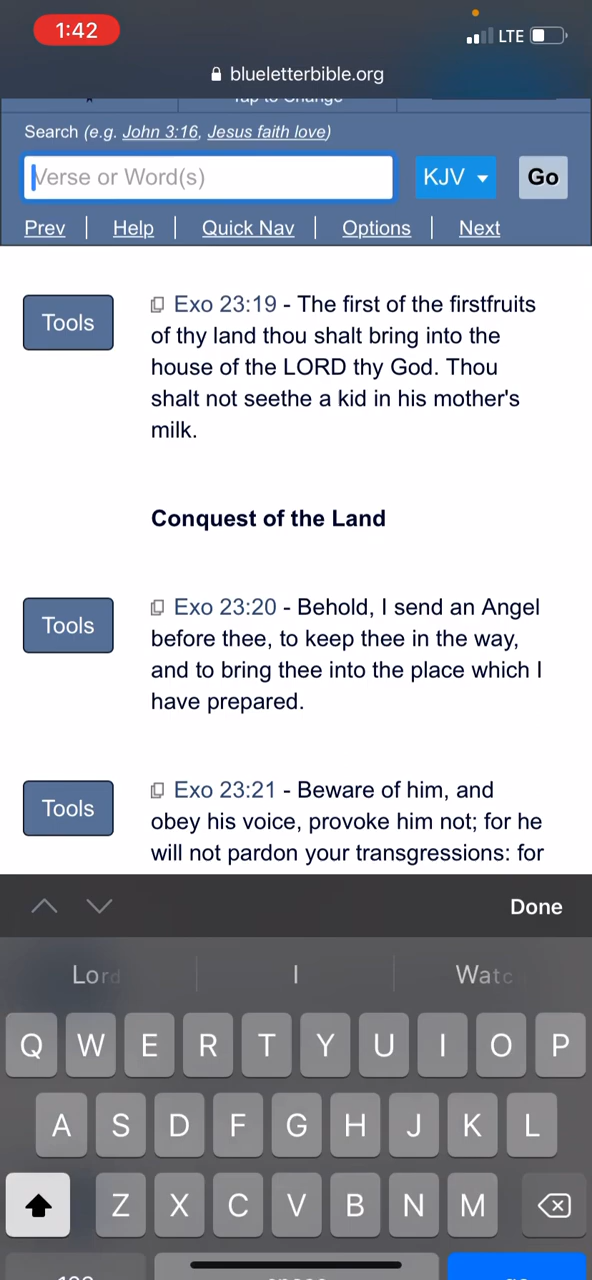 1:42
LTE
blueletterbible.org
Tap to Change
Search (e.g. John 3:16, Jesus faith love)
Verse or Word(s)
KJV
Go
Prev | Help | Quick Nav | Options | Next
Tools
Exo 23:19 - The first of the firstfruits
of thy land thou shalt bring into the
house of the LORD thy God. Thou
shalt not seethe a kid in his mother's
milk.
Conquest of the Land
Tools
Exo 23:20 - Behold, I send an Angel
before thee, to keep thee in the way,
and to bring thee into the place which I
have prepared.
Tools
Exo 23:21 - Beware of him, and
obey his voice, provoke him not; for he
will not pardon your transgressions: for
Done
Lord I Watc
Q W E R T Y U I O P
A S D F G H J K L
Z X C V B N M